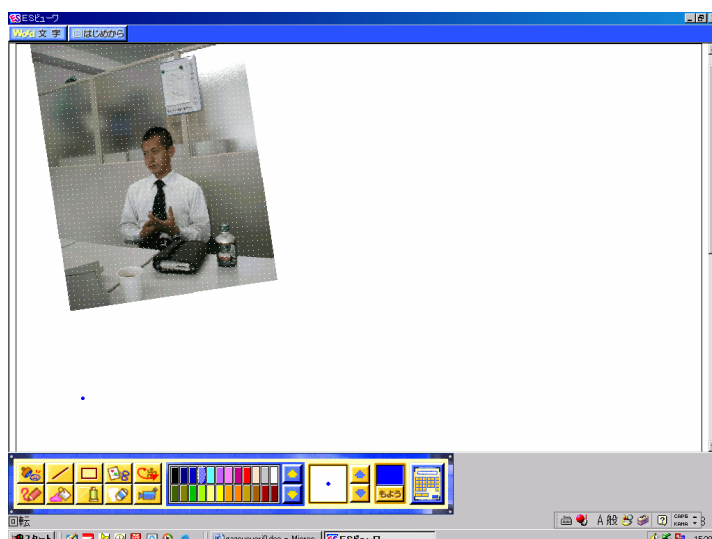 ESビューワ
Word 文 字 はじめから
もよう
回転
A 般 ? CAPS KANA
スタート ESビューワ